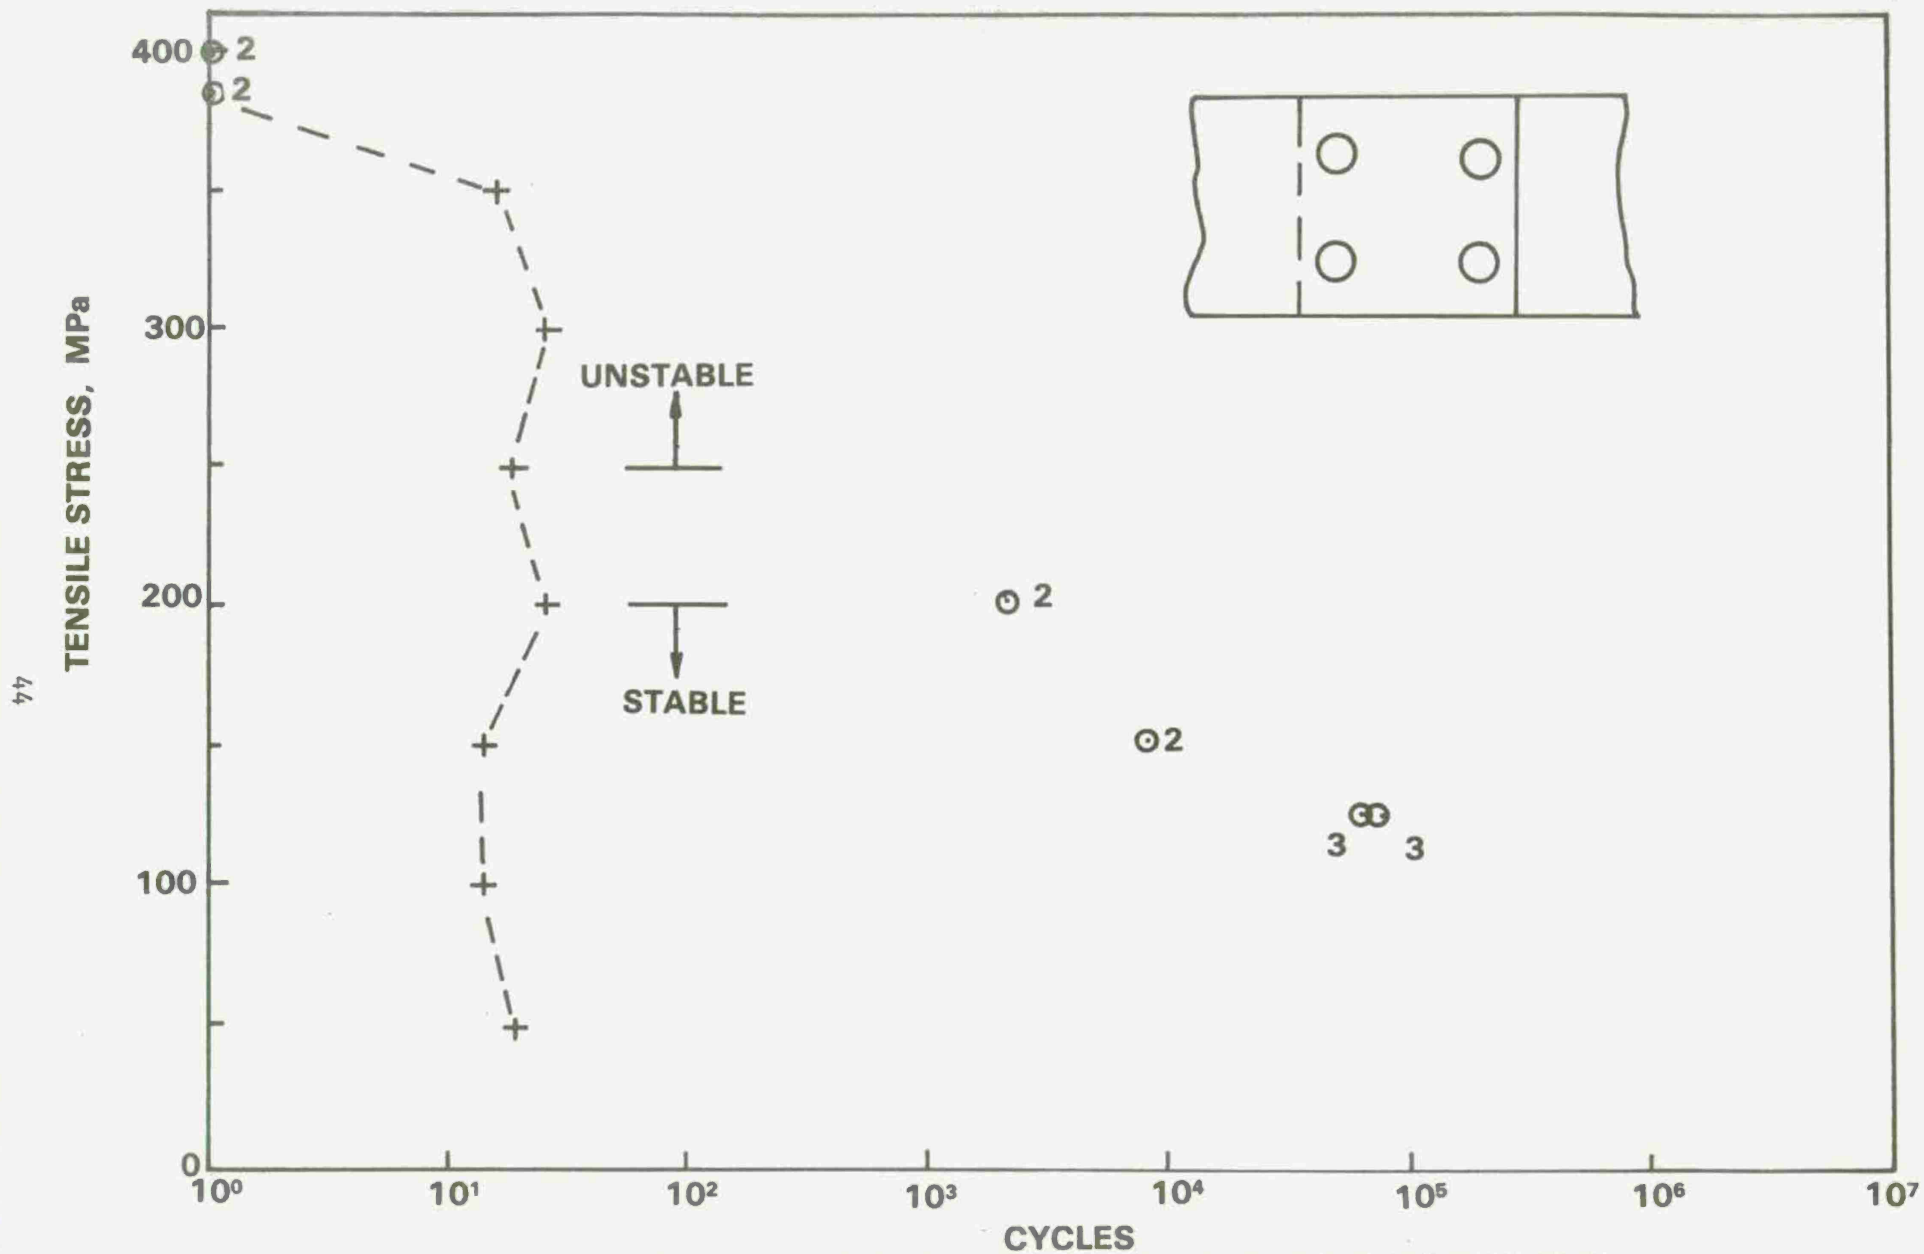 400 2
2
300
UNSTABLE
200 2
STABLE
2
3 3
100
0
10⁰ 10¹ 10² 10³ 10⁴ 10⁵ 10⁶ 10⁷
CYCLES
TENSILE STRESS, MPa
44